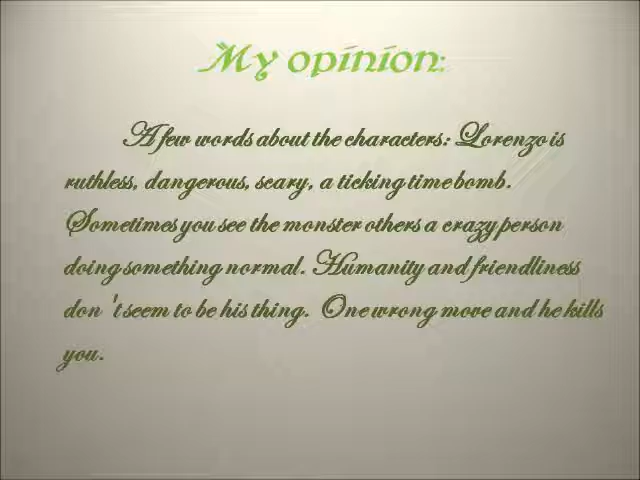 My opinion:
A few words about the characters: Lorenzo is
ruthless, dangerous, scary, a ticking time bomb.
Sometimes you see the monster others a crazy person
doing something normal. Humanity and friendliness
don 't seem to be his thing. One wrong move and he kills
you.